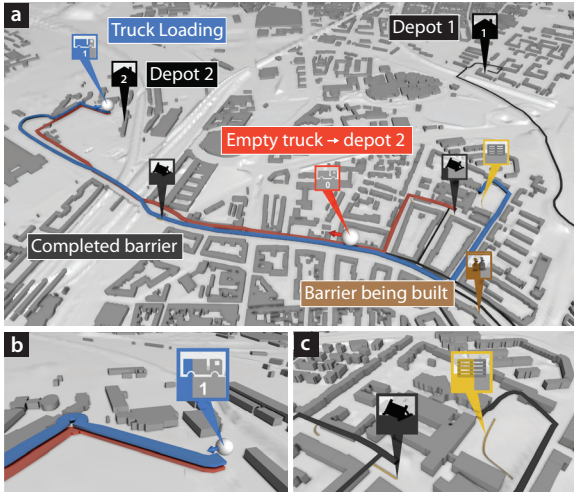 a
Truck Loading
Depot 1
1
1
2
Depot 2
Empty truck → depot 2
0
Completed barrier
Barrier being built
b
1
c